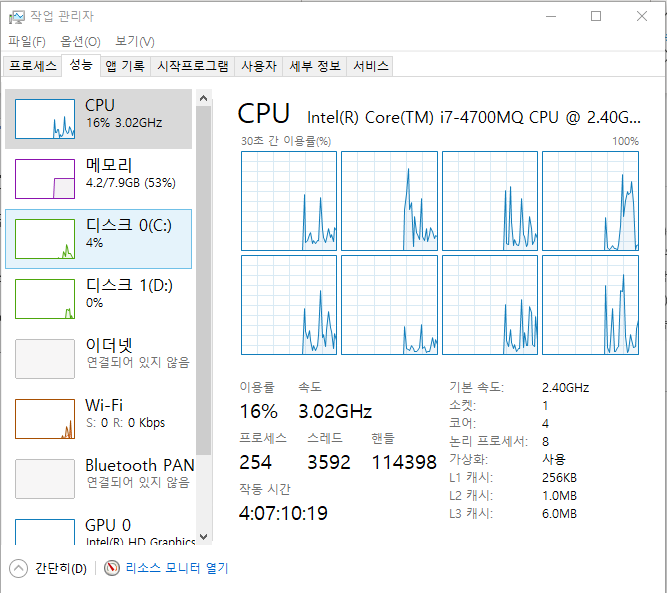 작업 관리자
파일(F) 옵션(O) 보기(V)
프로세스 성능 앱 기록 시작프로그램 사용자 세부 정보 서비스
CPU
16% 3.02GHz
메모리
4.2/7.9GB (53%)
디스크 0(C:)
4%
디스크 1(D:)
0%
이더넷
연결되어 있지 않음
Wi-Fi
S: 0 R: 0 Kbps
Bluetooth PAN
연결되어 있지 않음
GPU 0
Intel(R) HD Graphics
CPU Intel(R) Core(TM) i7-4700MQ CPU @ 2.40G...
30초 간 이용률(%) 100%
이용률 속도
16% 3.02GHz
프로세스 스레드 핸들
254 3592 114398
작동 시간
4:07:10:19
기본 속도: 2.40GHz
소켓: 1
코어: 4
논리 프로세서: 8
가상화: 사용
L1 캐시: 256KB
L2 캐시: 1.0MB
L3 캐시: 6.0MB
간단히(D) 리소스 모니터 열기